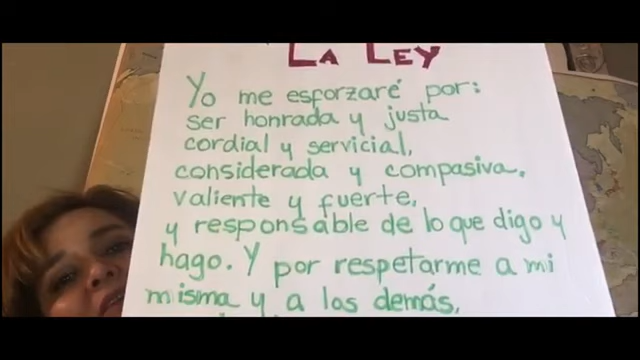 LA LEY
Yo me esforzaré por:
ser honrada y justa
cordial y servicial,
considerada y compasiva.
valiente y fuerte,
y responsable de lo que digo y
hago. Y por respetarme a mi
misma y a los demás,